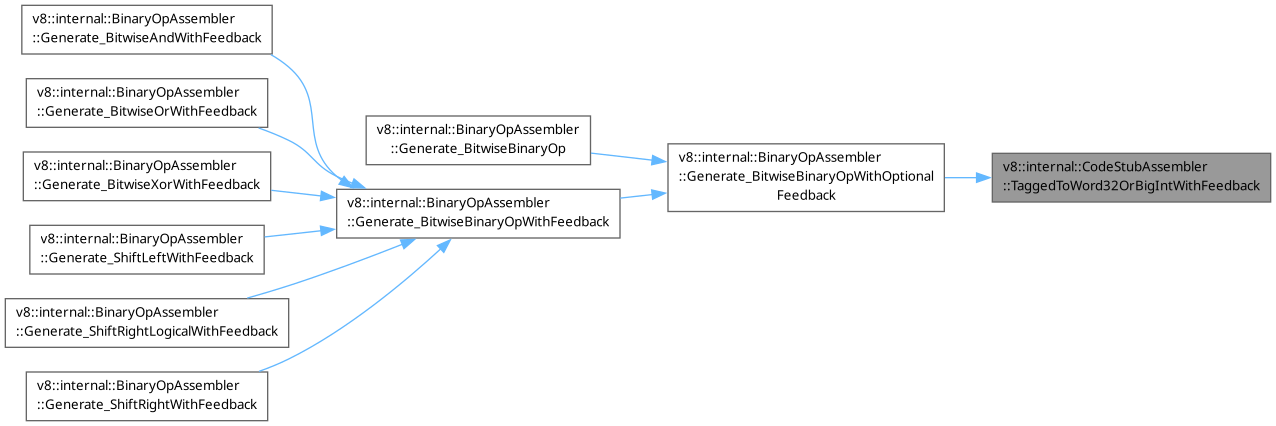 v8::internal::BinaryOpAssembler
::Generate_BitwiseAndWithFeedback
v8::internal::BinaryOpAssembler
::Generate_BitwiseOrWithFeedback
v8::internal::BinaryOpAssembler
::Generate_BitwiseXorWithFeedback
v8::internal::BinaryOpAssembler
::Generate_ShiftLeftWithFeedback
v8::internal::BinaryOpAssembler
::Generate_ShiftRightLogicalWithFeedback
v8::internal::BinaryOpAssembler
::Generate_ShiftRightWithFeedback
v8::internal::BinaryOpAssembler
::Generate_BitwiseBinaryOp
v8::internal::BinaryOpAssembler
::Generate_BitwiseBinaryOpWithFeedback
v8::internal::BinaryOpAssembler
::Generate_BitwiseBinaryOpWithOptional
Feedback
v8::internal::CodeStubAssembler
::TaggedToWord32OrBigIntWithFeedback